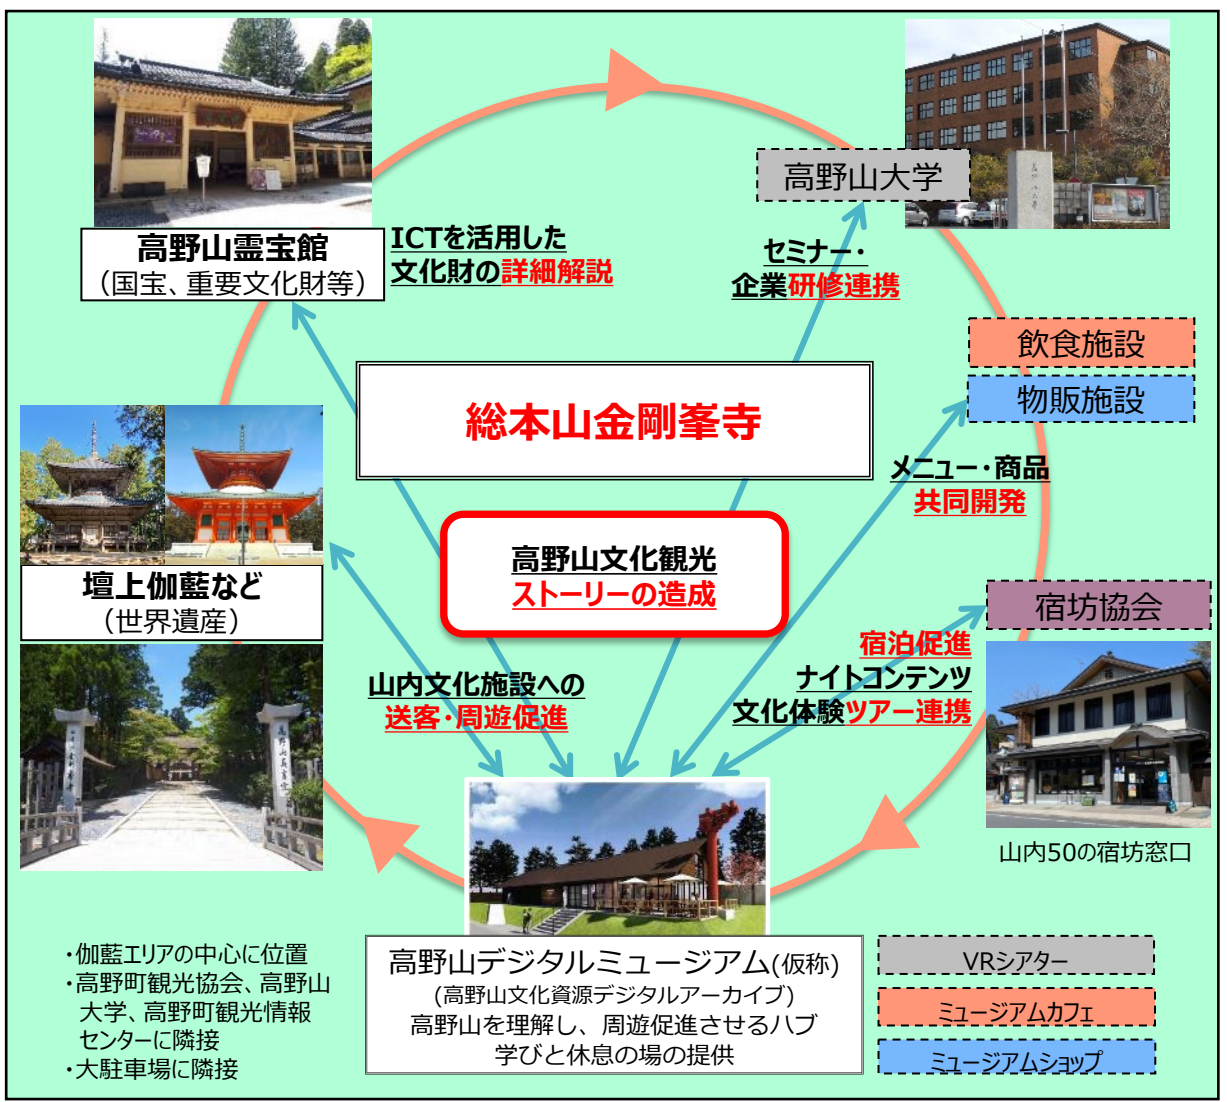 高野山霊宝館
（国宝、重要文化財等）
ICTを活用した
文化財の詳細解説
高野山大学
セミナー・
企業研修連携
飲食施設
物販施設
総本山金剛峯寺
メニュー・商品
共同開発
高野山文化観光
ストーリーの造成
壇上伽藍など
（世界遺産）
宿坊協会
宿泊促進
ナイトコンテンツ
文化体験ツアー連携
山内文化施設への
送客・周遊促進
山内50の宿坊窓口
・伽藍エリアの中心に位置
・高野町観光協会、高野山
大学、高野町観光情報
センターに隣接
・大駐車場に隣接
高野山デジタルミュージアム(仮称)
(高野山文化資源デジタルアーカイブ)
高野山を理解し、周遊促進させるハブ
学びと休息の場の提供
VRシアター
ミュージアムカフェ
ミュージアムショップ